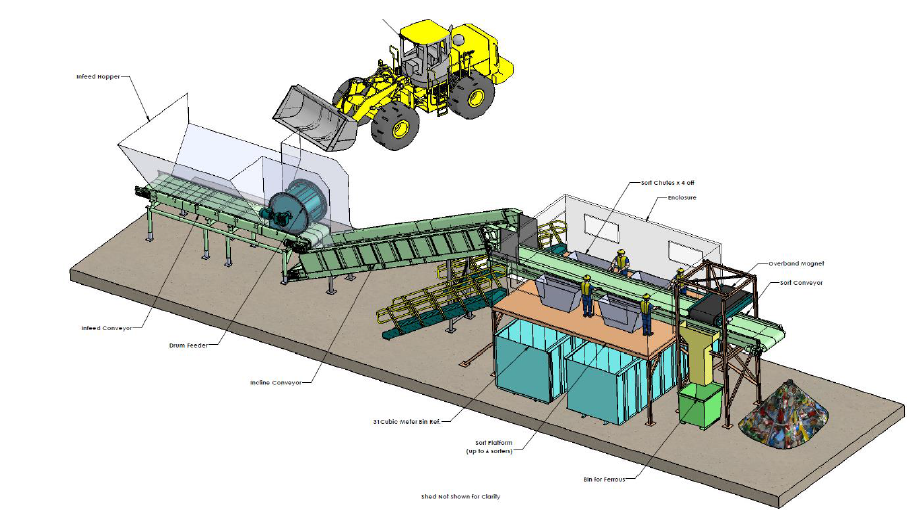 Infeed Hopper
Sort Chutes x 4 off
Enclosure
Overband Magnet
Sort Conveyor
Infeed Conveyor
Drum Feeder
Incline Conveyor
31Cubic Meter Bin Ref.
Sort Platform
(up to 6 sorters)
Bin for Ferrous
Shed Not Shown for Clarity